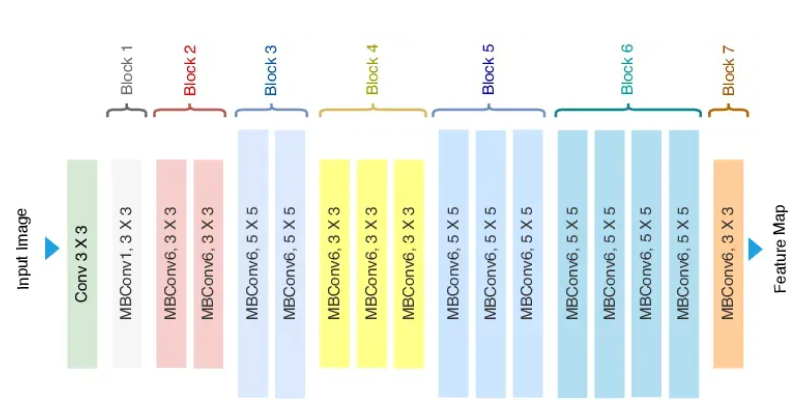 Block 1
Block 2
Block 3
Block 4
Block 5
Block 6
Block 7
Input Image
Conv 3 X 3
MBConv1, 3 X 3
MBConv6, 3 X 3
MBConv6, 3 X 3
MBConv6, 5 X 5
MBConv6, 5 X 5
MBConv6, 3 X 3
MBConv6, 3 X 3
MBConv6, 3 X 3
MBConv6, 5 X 5
MBConv6, 5 X 5
MBConv6, 5 X 5
MBConv6, 5 X 5
MBConv6, 5 X 5
MBConv6, 5 X 5
MBConv6, 5 X 5
MBConv6, 3 X 3
Feature Map